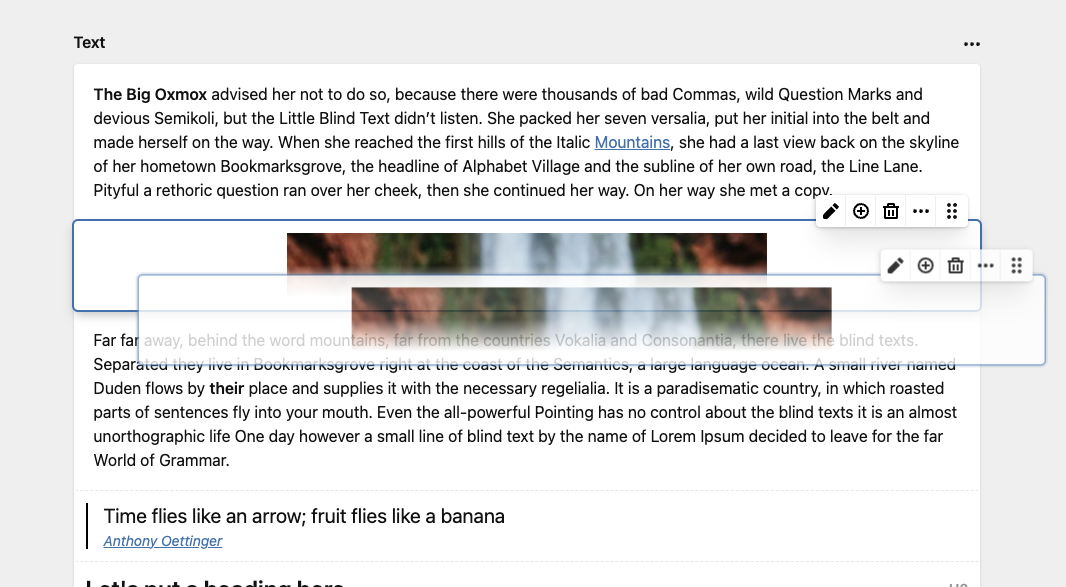 Text
The Big Oxmox advised her not to do so, because there were thousands of bad Commas, wild Question Marks and
devious Semikoli, but the Little Blind Text didn’t listen. She packed her seven versalia, put her initial into the belt and
made herself on the way. When she reached the first hills of the Italic Mountains, she had a last view back on the skyline
of her hometown Bookmarksgrove, the headline of Alphabet Village and the subline of her own road, the Line Lane.
Pityful a rethoric question ran over her cheek, then she continued her way. On her way she met a copy.
Far far away, behind the word mountains, far from the countries Vokalia and Consonantia, there live the blind texts.
Separated they live in Bookmarksgrove right at the coast of the Semantics, a large language ocean. A small river named
Duden flows by their place and supplies it with the necessary regelialia. It is a paradisematic country, in which roasted
parts of sentences fly into your mouth. Even the all-powerful Pointing has no control about the blind texts it is an almost
unorthographic life One day however a small line of blind text by the name of Lorem Ipsum decided to leave for the far
World of Grammar.
Time flies like an arrow; fruit flies like a banana
Anthony Oettinger
Let's put a heading here